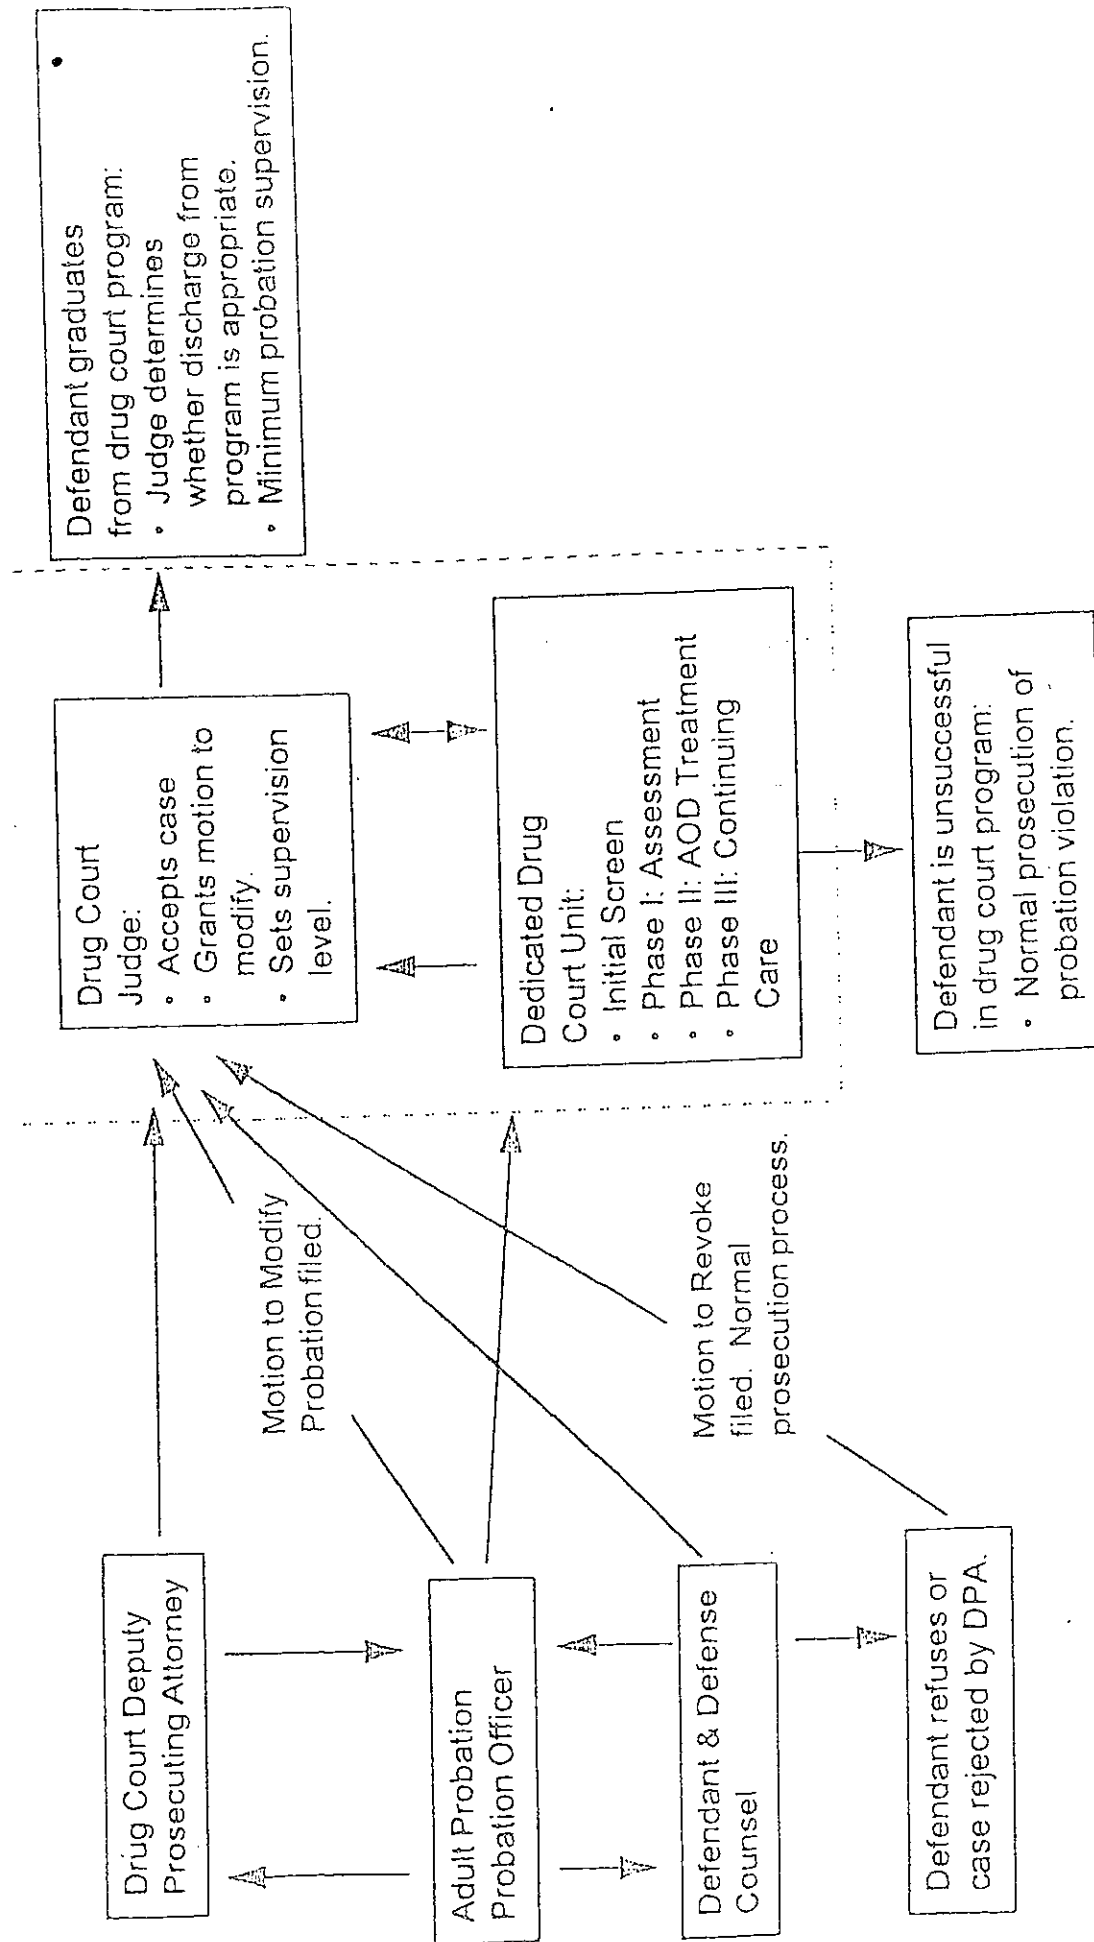 Drug Court Deputy
Prosecuting Attorney
Adult Probation
Probation Officer
Defendant & Defense
Counsel
Defendant refuses or
case rejected by DPA.
Motion to Modify
Probation filed.
Motion to Revoke
filed. Normal
prosecution process.
Drug Court
Judge:
• Accepts case
• Grants motion to
modify.
• Sets supervision
level.
Dedicated Drug
Court Unit:
• Initial Screen
• Phase I: Assessment
• Phase II: AOD Treatment
• Phase III: Continuing
Care
Defendant is unsuccessful
in drug court program:
• Normal prosecution of
probation violation.
Defendant graduates
from drug court program:
• Judge determines
whether discharge from
program is appropriate.
• Minimum probation supervision.